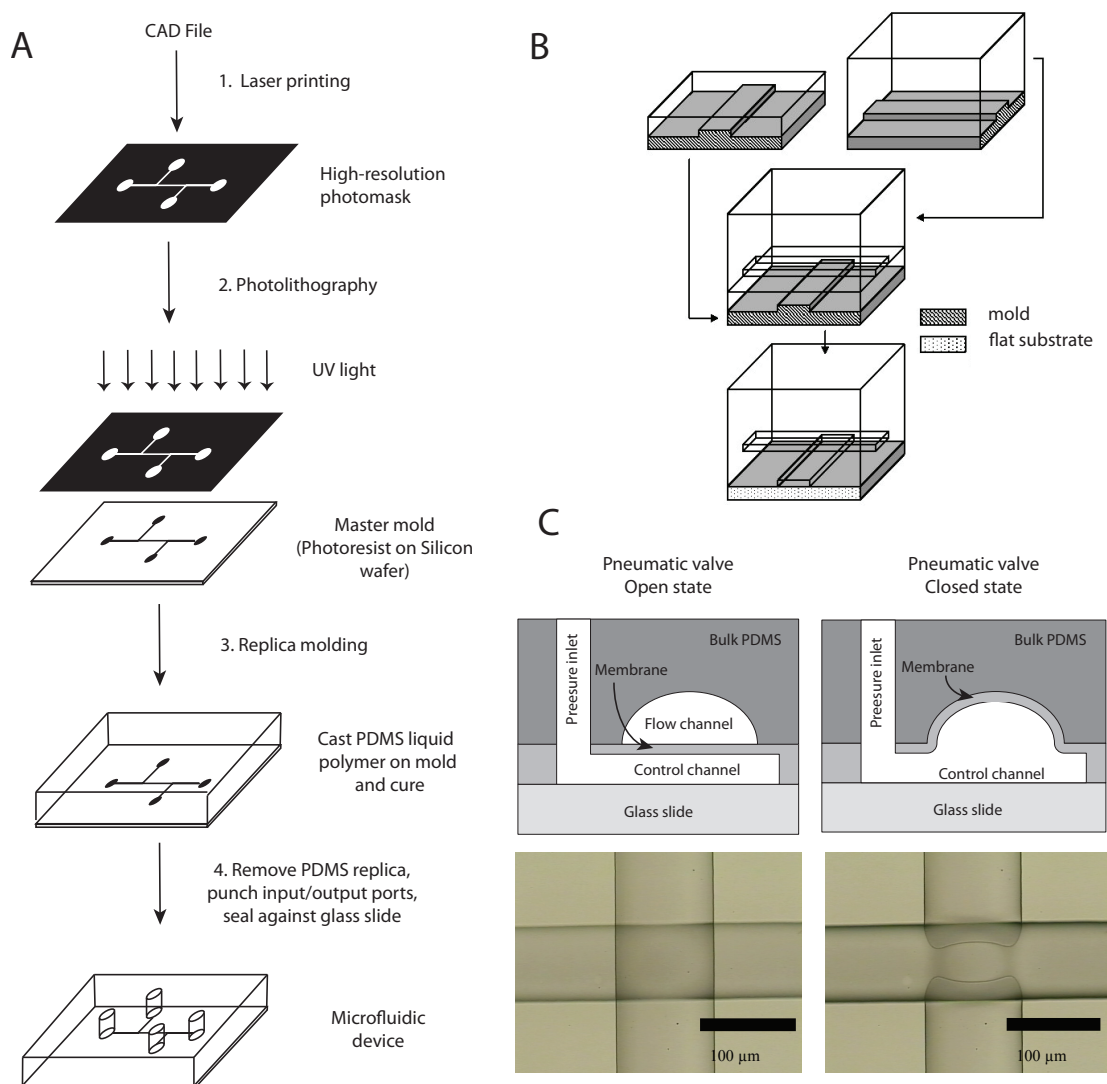 A
CAD File
1. Laser printing
High-resolution
photomask
2. Photolithography
UV light
Master mold
(Photoresist on Silicon
wafer)
3. Replica molding
Cast PDMS liquid
polymer on mold
and cure
4. Remove PDMS replica,
punch input/output ports,
seal against glass slide
Microfluidic
device
B
mold
flat substrate
C
Pneumatic valve
Open state
Preesure inlet
Bulk PDMS
Membrane
Flow channel
Control channel
Glass slide
100 µm
Pneumatic valve
Closed state
Preesure inlet
Bulk PDMS
Membrane
Control channel
Glass slide
100 µm